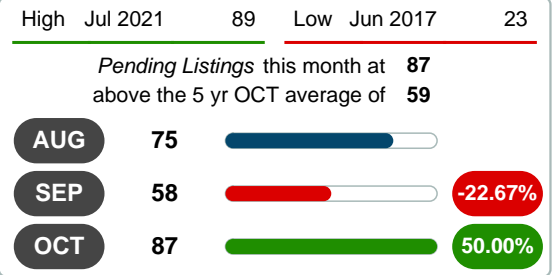 High Jul 2021 89 Low Jun 2017 23
Pending Listings this month at 87
above the 5 yr OCT average of 59
AUG 75
SEP 58 -22.67%
OCT 87 50.00%